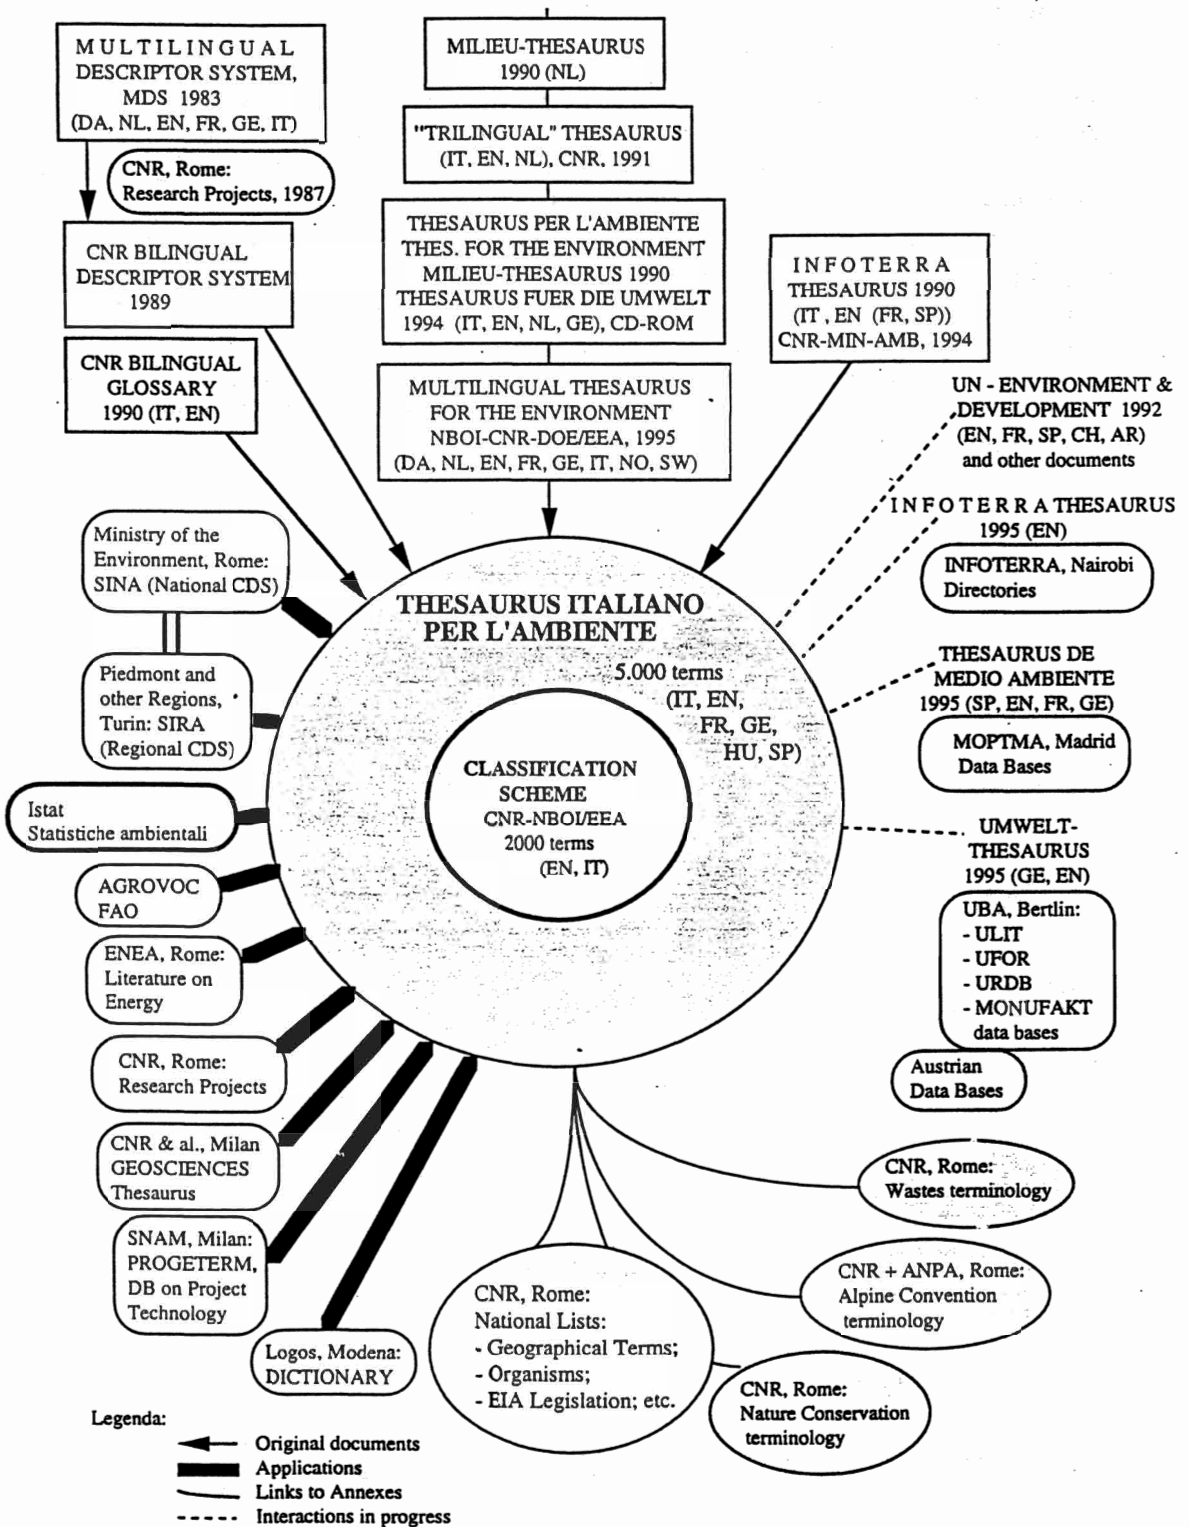 MULTILINGUAL
DESCRIPTOR SYSTEM,
MDS 1983
(DA, NL, EN, FR, GE, IT)
CNR, Rome:
Research Projects, 1987
CNR BILINGUAL
DESCRIPTOR SYSTEM
1989
CNR BILINGUAL
GLOSSARY
1990 (IT, EN)
MILIEU-THESAURUS
1990 (NL)
"TRILINGUAL" THESAURUS
(IT, EN, NL), CNR, 1991
THESAURUS PER L'AMBIENTE
THES. FOR THE ENVIRONMENT
MILIEU-THESAURUS 1990
THESAURUS FUER DIE UMWELT
1994 (IT, EN, NL, GE), CD-ROM
MULTILINGUAL THESAURUS
FOR THE ENVIRONMENT
NBOI-CNR-DOE/EEA, 1995
(DA, NL, EN, FR, GE, IT, NO, SW)
INFOTERRA
THESAURUS 1990
(IT, EN (FR, SP))
CNR-MIN-AMB, 1994
UN - ENVIRONMENT &
DEVELOPMENT 1992
(EN, FR, SP, CH, AR)
and other documents
INFOTERRA THESAURUS
1995 (EN)
INFOTERRA, Nairobi
Directories
THESAURUS DE
MEDIO AMBIENTE
1995 (SP, EN, FR, GE)
MOPTMA, Madrid
Data Bases
UMWELT-
THESAURUS
1995 (GE, EN)
UBA, Bertlin:
- ULIT
- UFOR
- URDB
- MONUFAKT
data bases
Austrian
Data Bases
THESAURUS ITALIANO
PER L'AMBIENTE
5.000 terms
(IT, EN,
FR, GE,
HU, SP)
CLASSIFICATION
SCHEME
CNR-NBOI/EEA
2000 terms
(EN, IT)
Ministry of the
Environment, Rome:
SINA (National CDS)
Piedmont and
other Regions,
Turin: SIRA
(Regional CDS)
Istat
Statistiche ambientali
AGROVOC
FAO
ENEA, Rome:
Literature on
Energy
CNR, Rome:
Research Projects
CNR & al., Milan
GEOSCIENCES
Thesaurus
SNAM, Milan:
PROGETERM,
DB on Project
Technology
Logos, Modena:
DICTIONARY
CNR, Rome:
National Lists:
- Geographical Terms;
- Organisms;
- EIA Legislation; etc.
CNR, Rome:
Wastes terminology
CNR + ANPA, Rome:
Alpine Convention
terminology
CNR, Rome:
Nature Conservation
terminology
Legenda:
Original documents
Applications
Links to Annexes
Interactions in progress